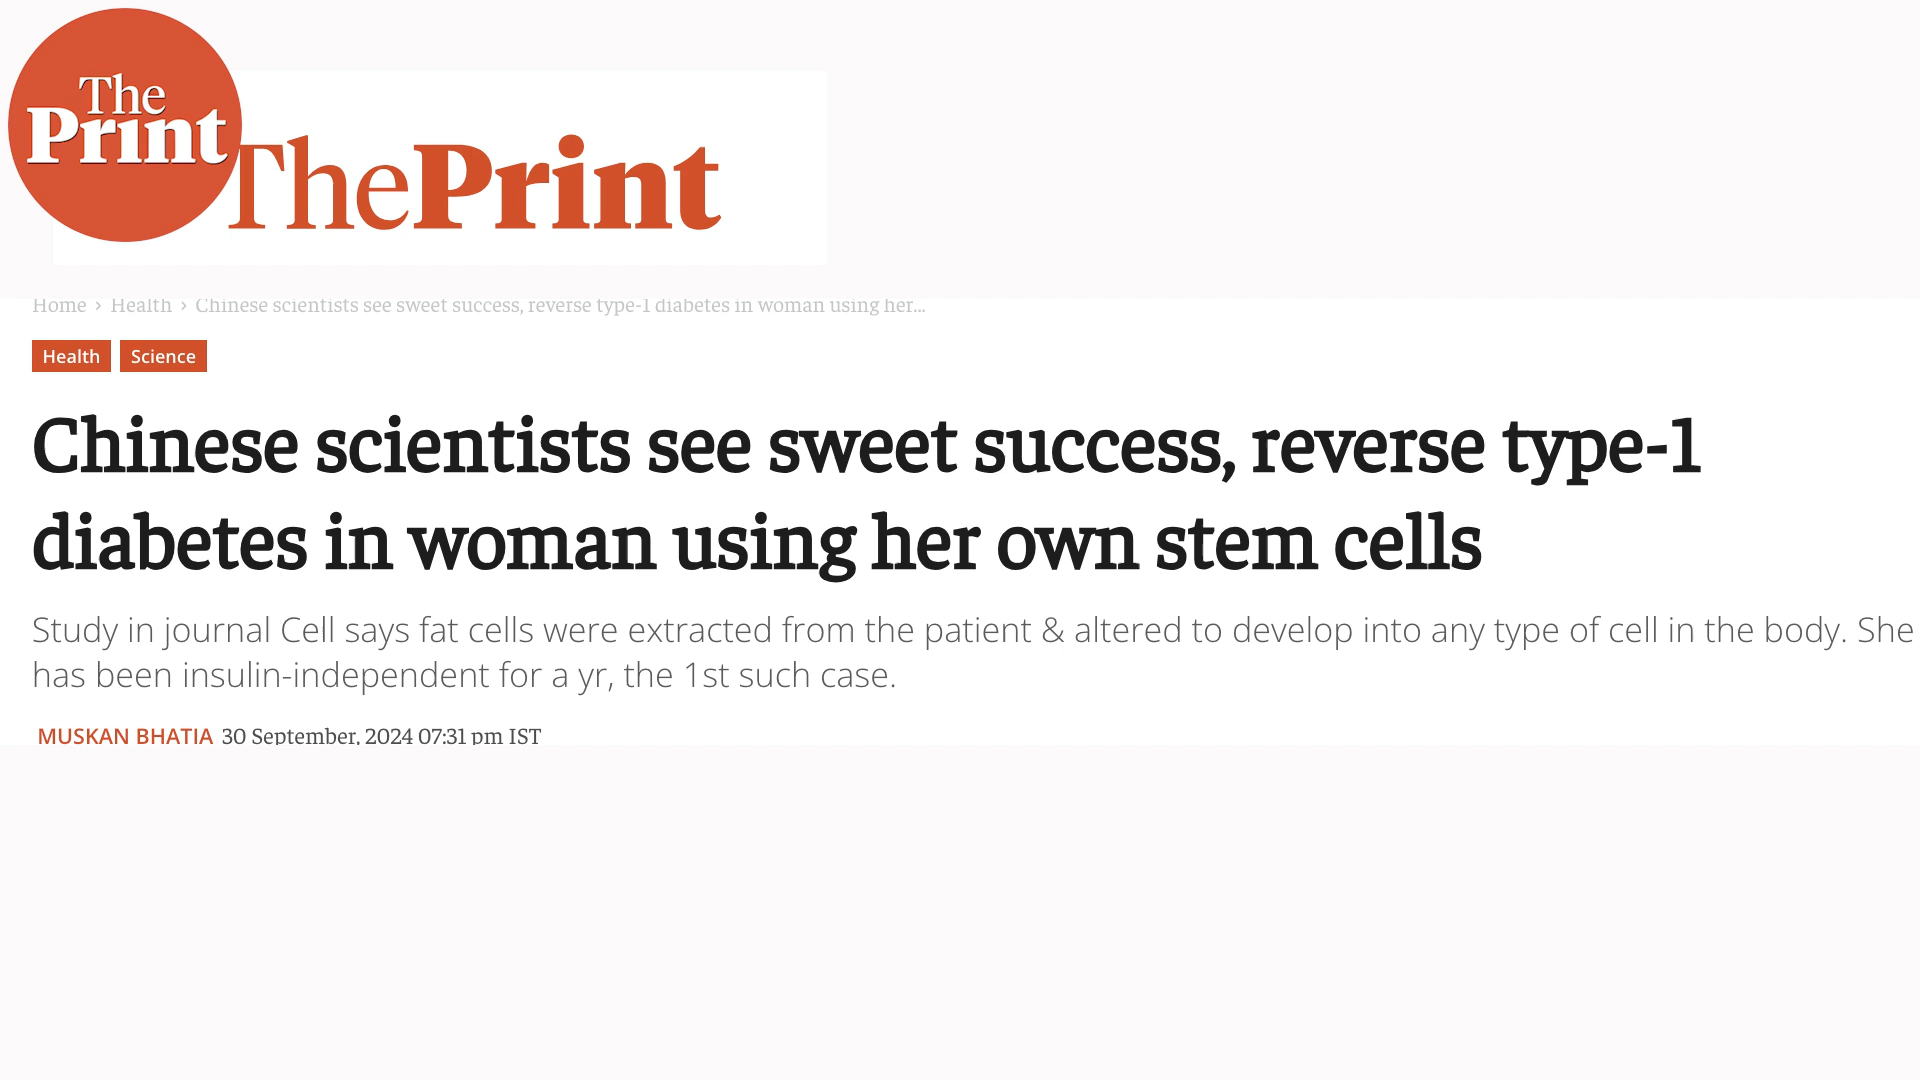 The
Print
ThePrint
Home › Health › Chinese scientists see sweet success, reverse type-1 diabetes in woman using her...
Health Science
Chinese scientists see sweet success, reverse type-1
diabetes in woman using her own stem cells
Study in journal Cell says fat cells were extracted from the patient & altered to develop into any type of cell in the body. She
has been insulin-independent for a yr, the 1st such case.
MUSKAN BHATIA 30 September, 2024 07:31 pm IST